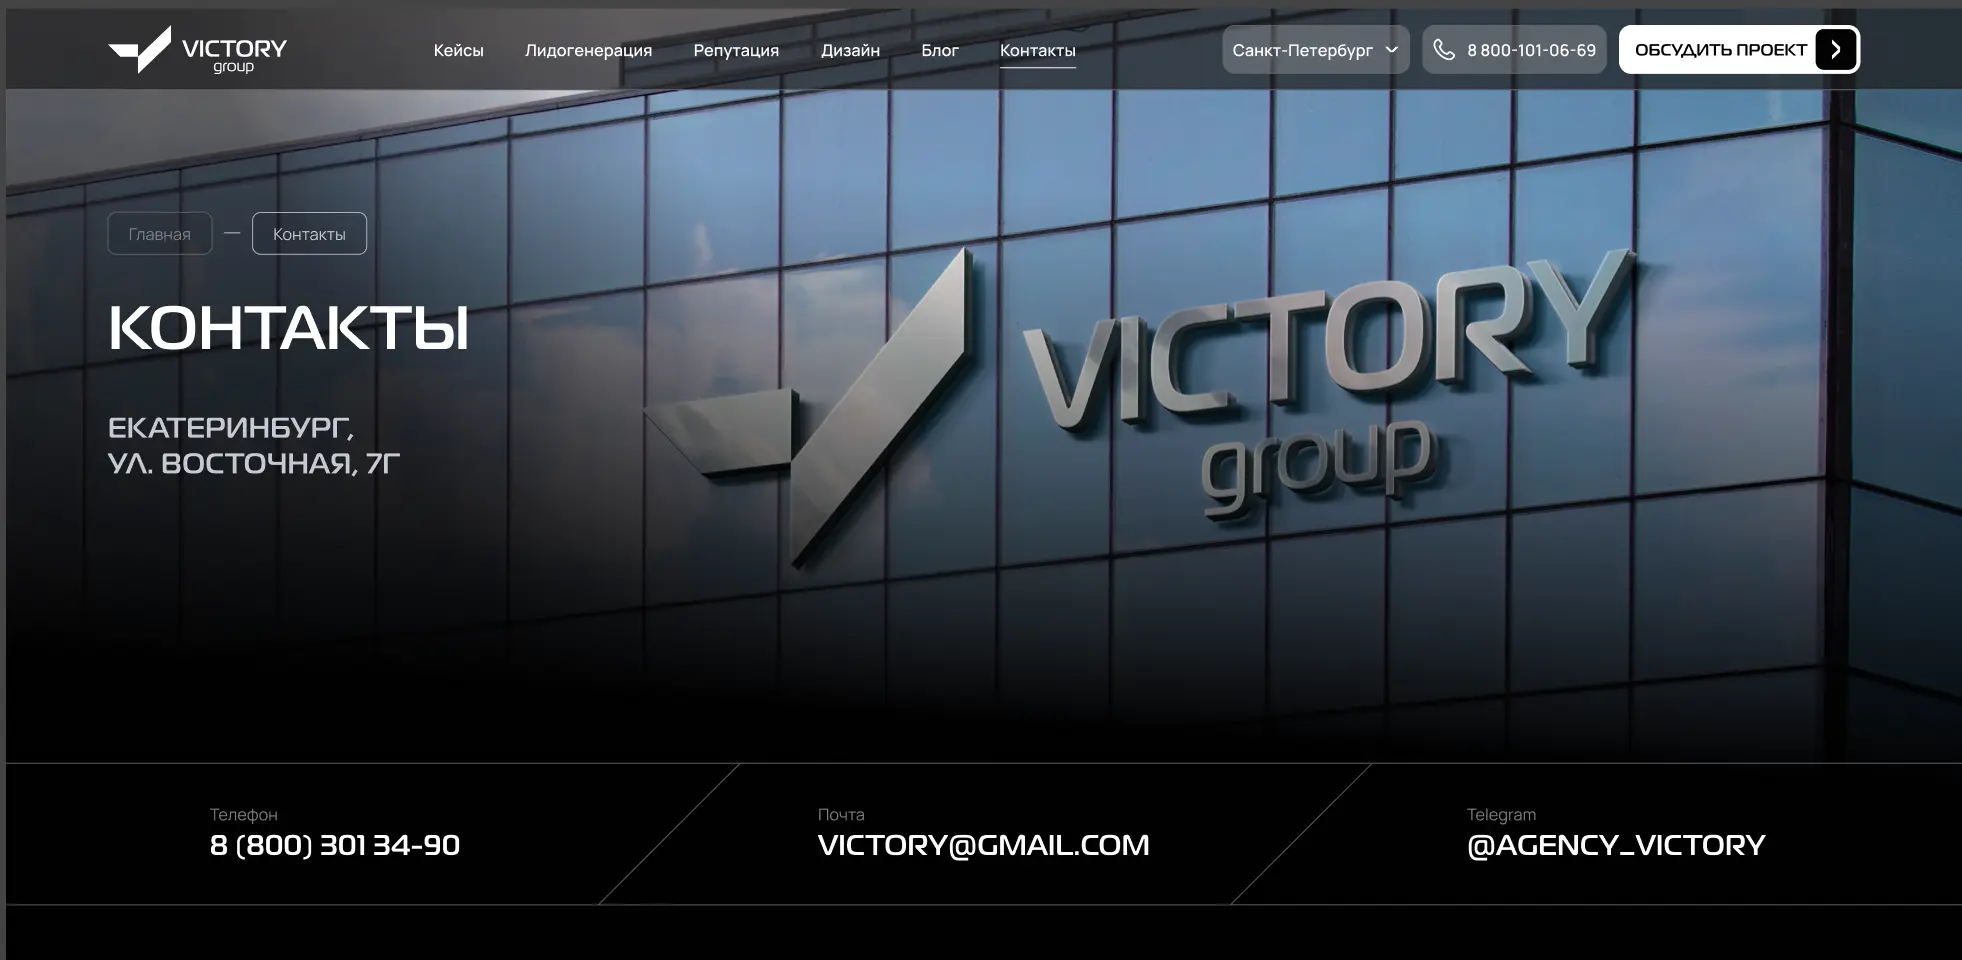 VICTORY
group
Кейсы
Лидогенерация
Репутация
Дизайн
Блог
Контакты
Санкт-Петербург
8 800-101-06-69
ОБСУДИТЬ ПРОЕКТ
Главная — Контакты
КОНТАКТЫ
ЕКАТЕРИНБУРГ,
УЛ. ВОСТОЧНАЯ, 7Г
VICTORY
group
Телефон
8 (800) 301 34-90
Почта
VICTORY@GMAIL.COM
Telegram
@AGENCY_VICTORY